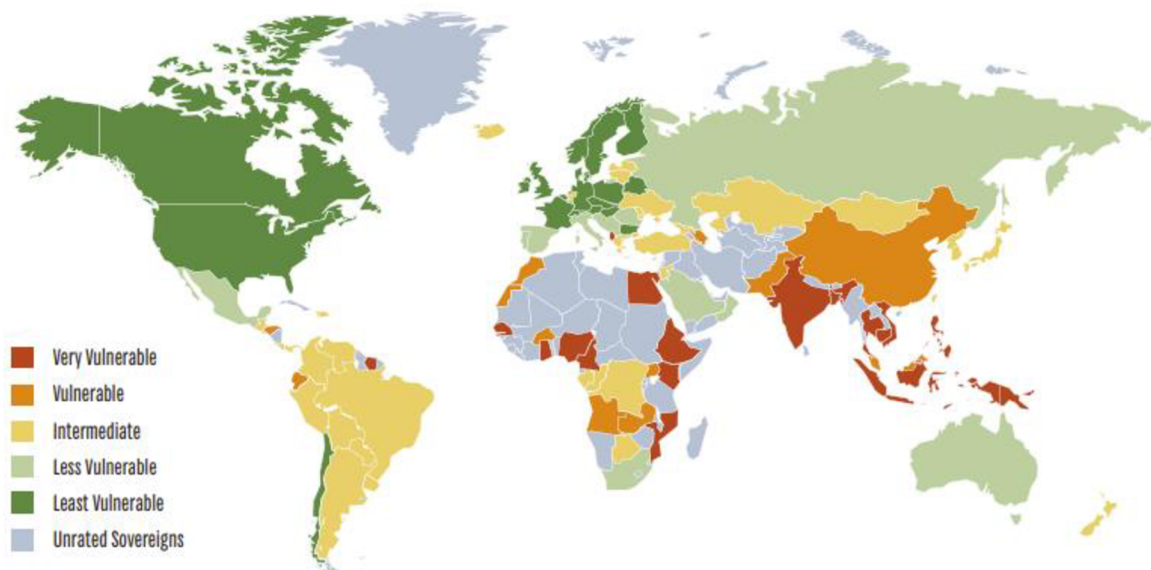 Very Vulnerable
Vulnerable
Intermediate
Less Vulnerable
Least Vulnerable
Unrated Sovereigns